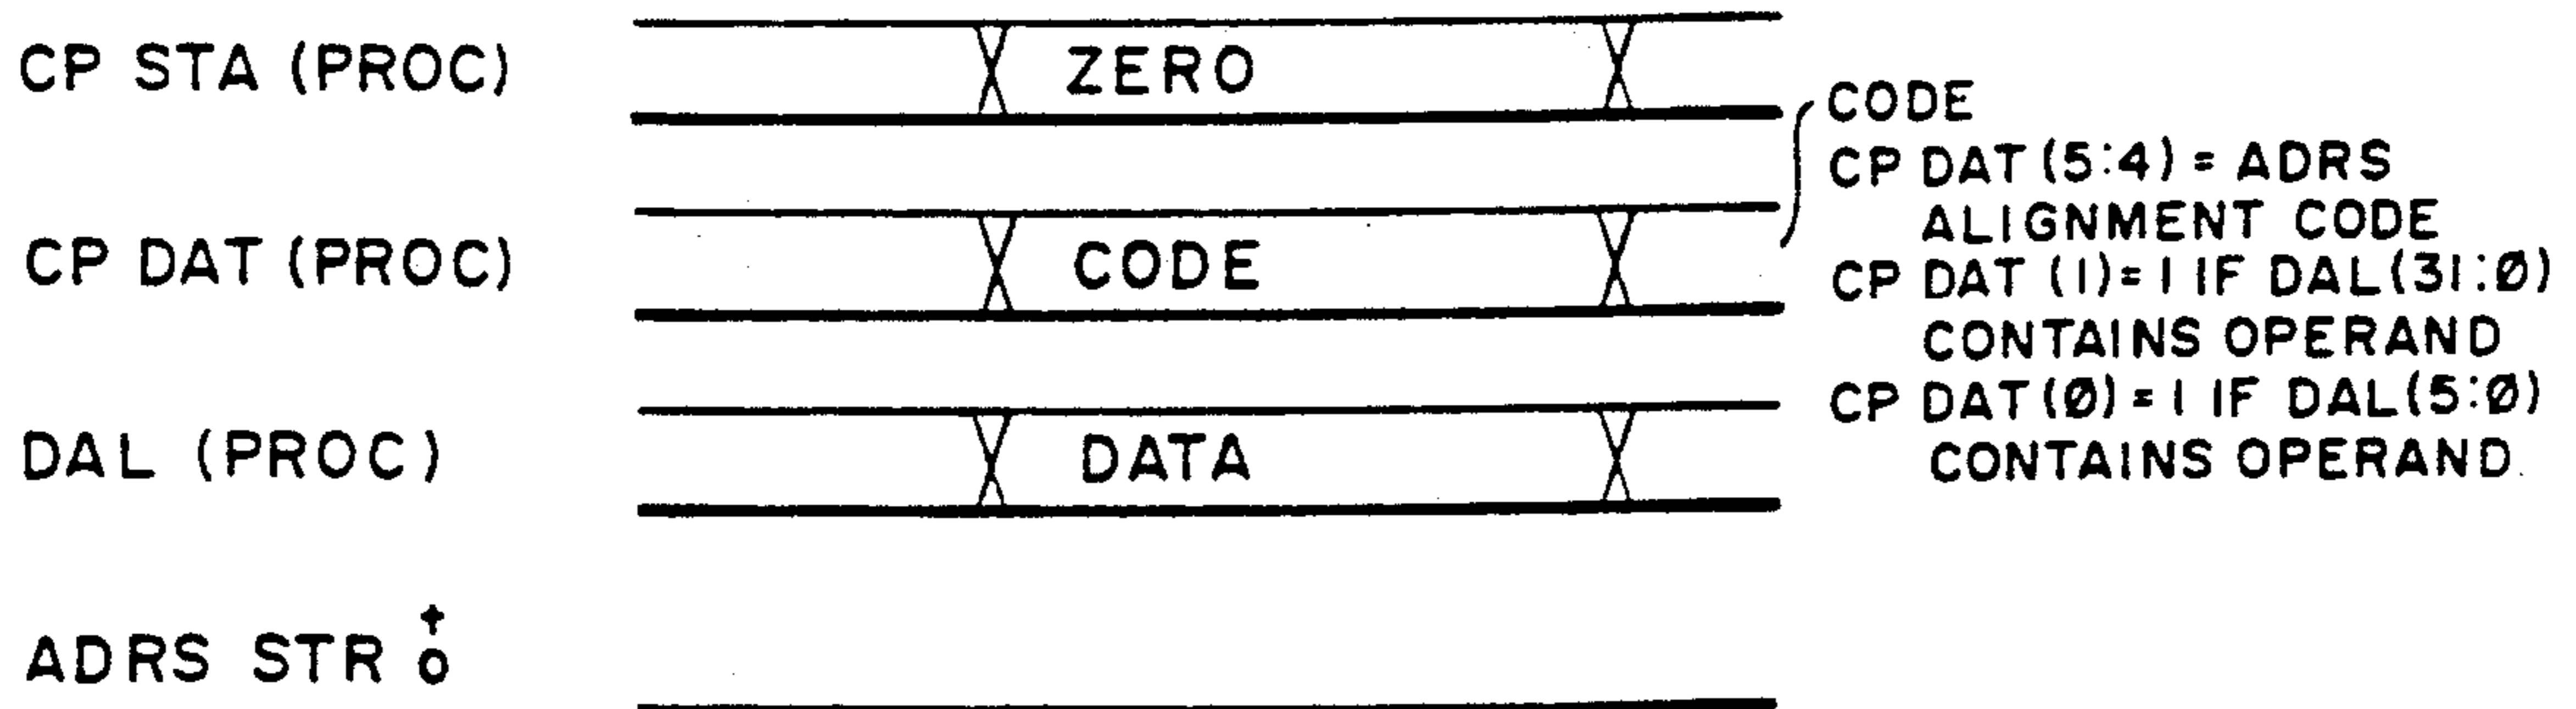 CP STA (PROC)
ZERO
CP DAT (PROC)
CODE
DAL (PROC)
DATA
ADRS STR
CODE
CP DAT (5:4) = ADRS
ALIGNMENT CODE
CP DAT (1)= 1 IF DAL(31:Ø)
CONTAINS OPERAND
CP DAT(Ø) = 1 IF DAL(5:Ø)
CONTAINS OPERAND